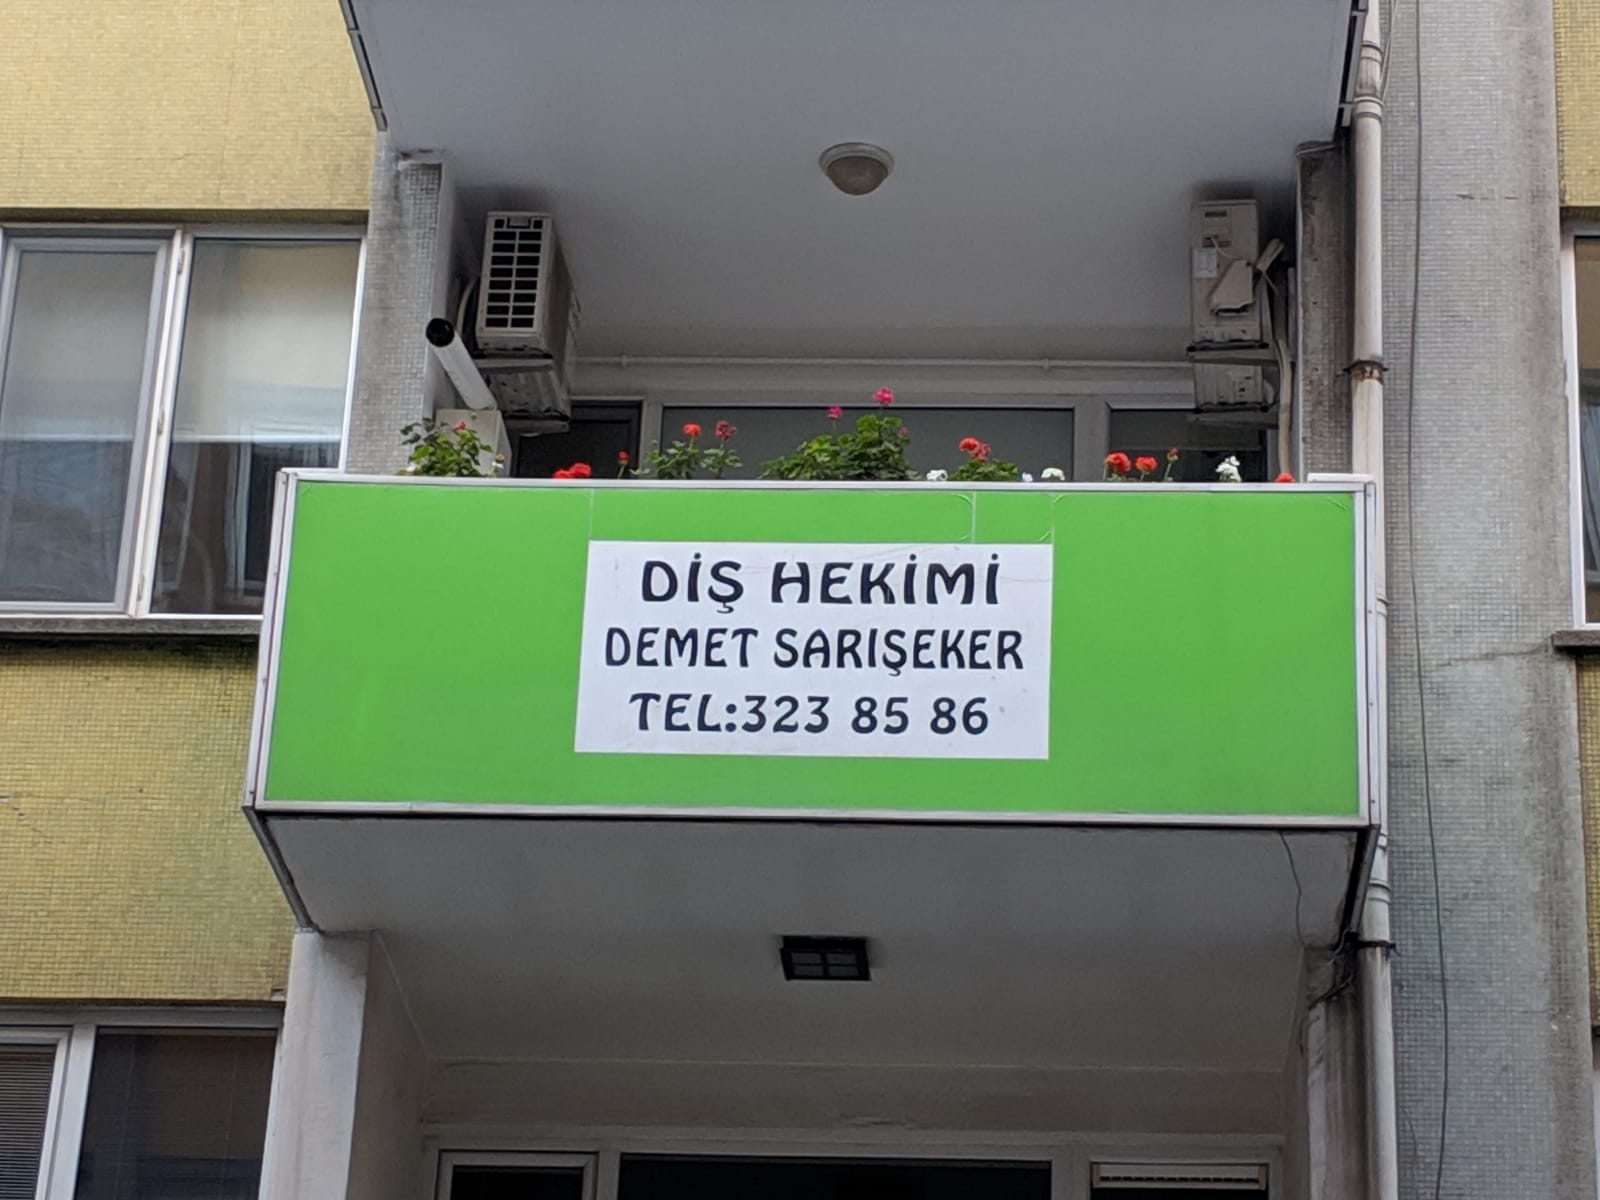 DİŞ HEKİMİ
DEMET SARIŞEKER
TEL:323 85 86